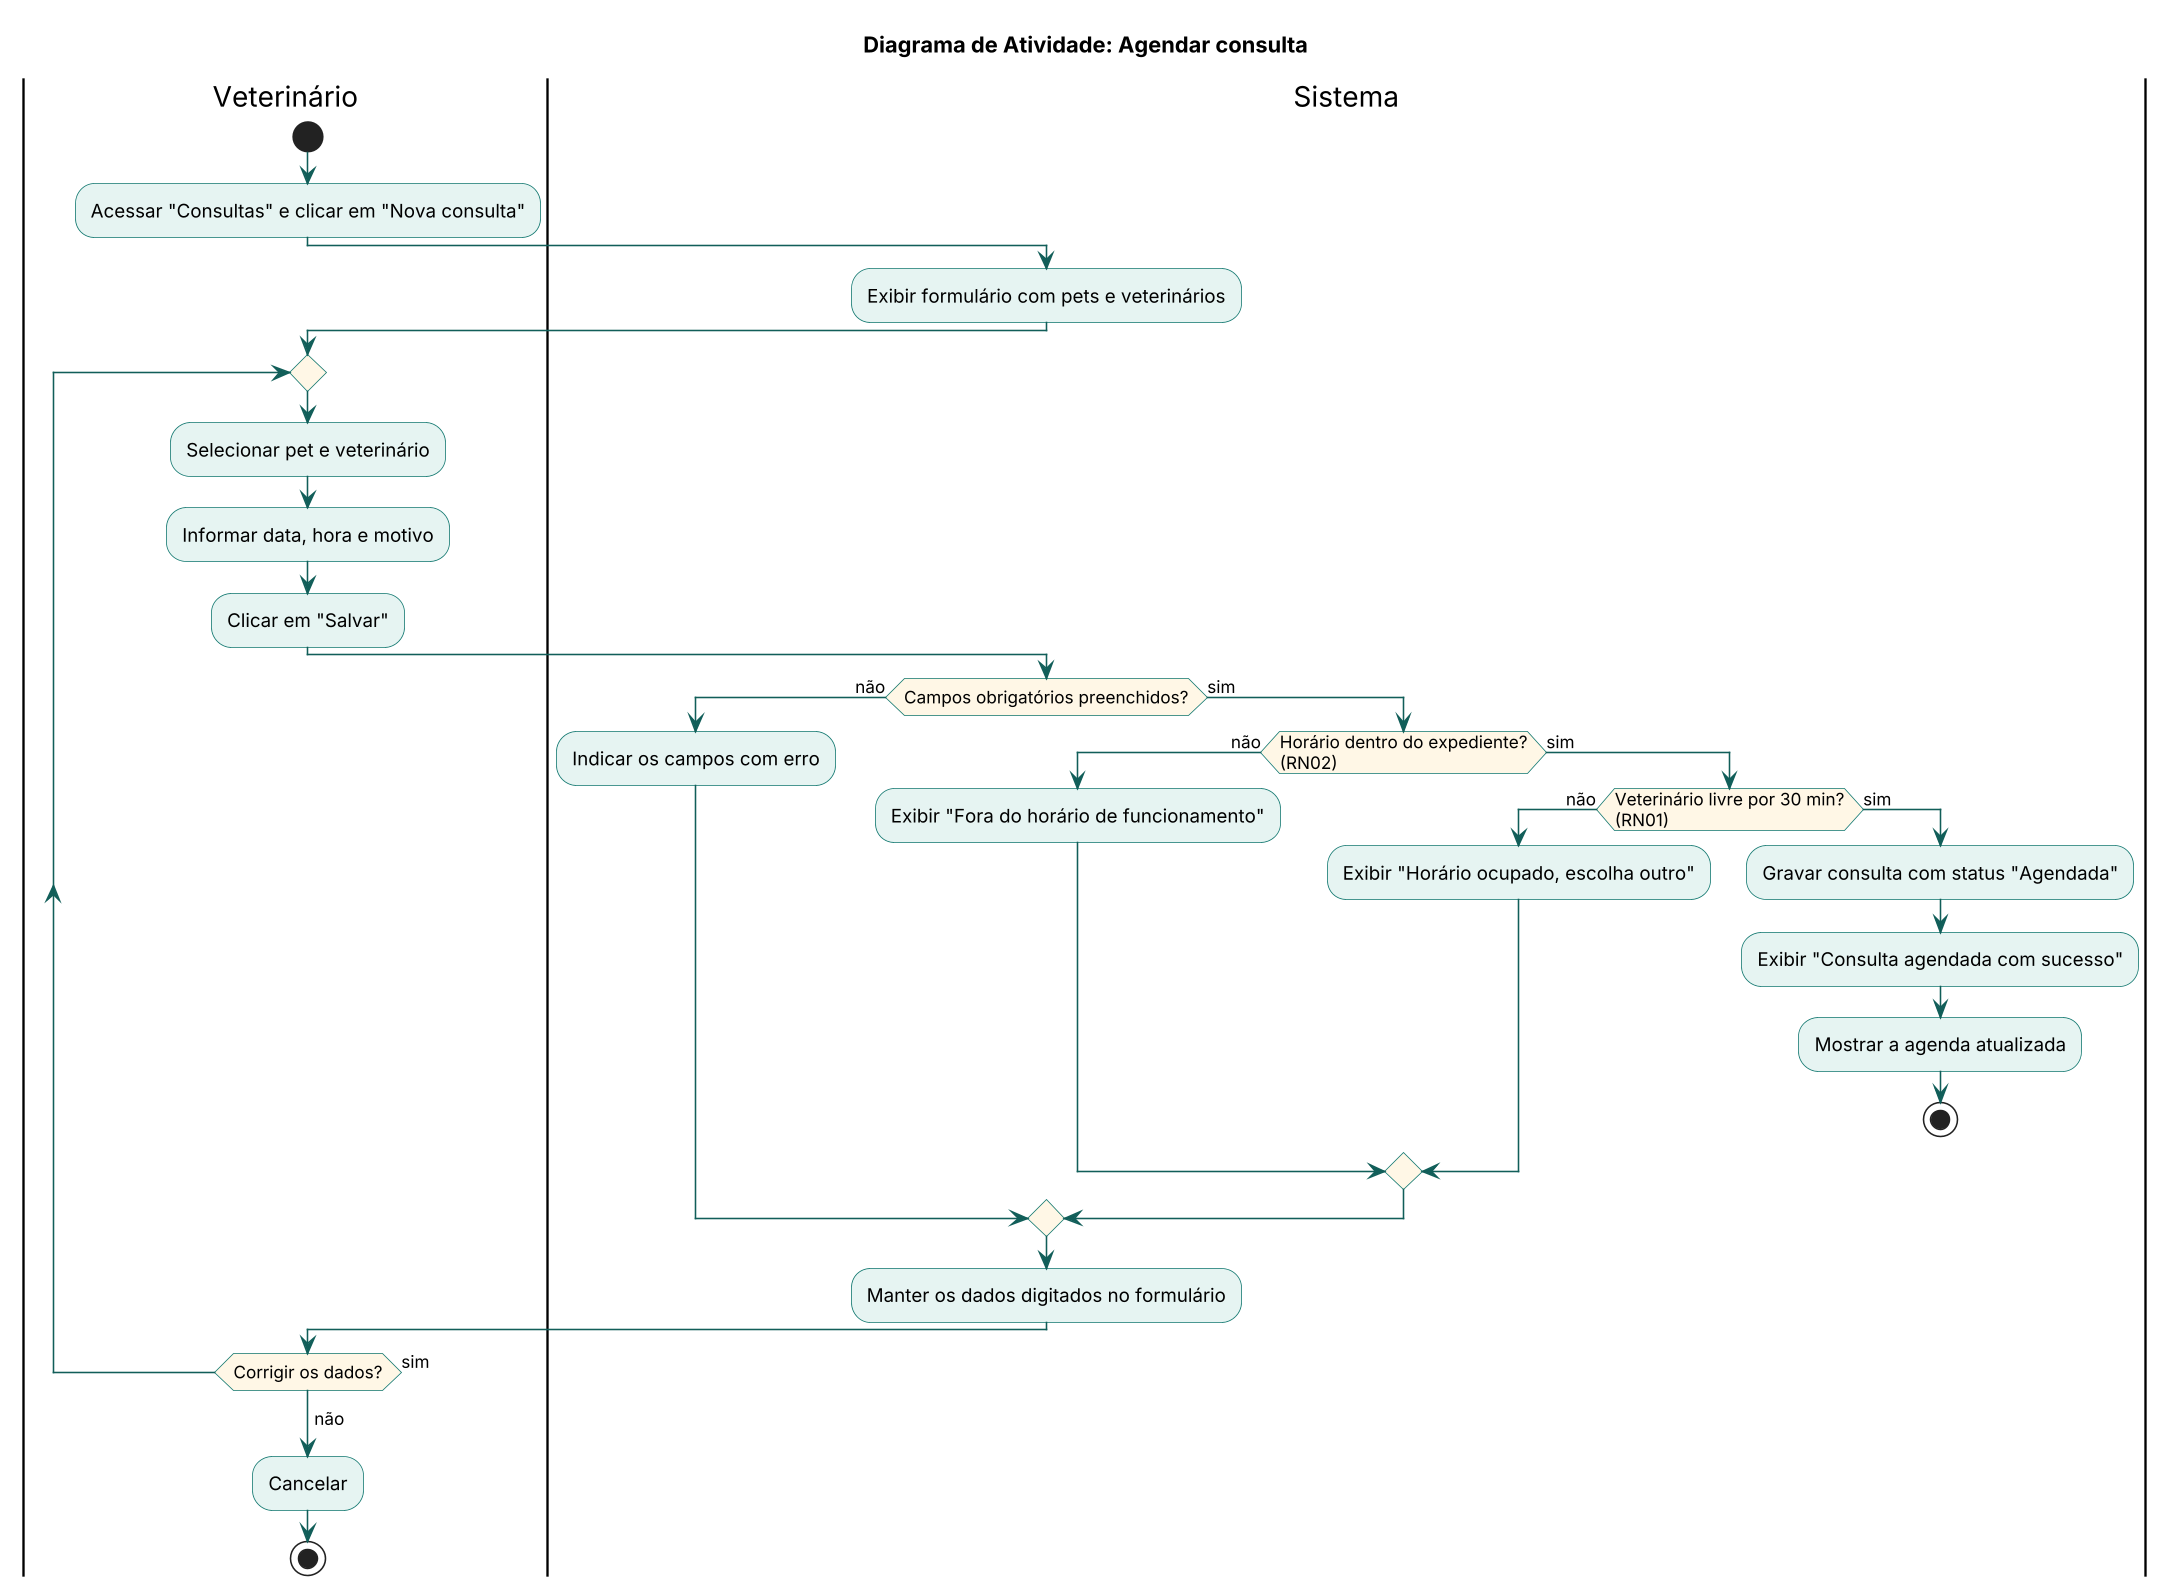 Diagrama de Atividade: Agendar consulta
Veterinário
Sistema
Acessar "Consultas" e clicar em "Nova consulta"
Exibir formulário com pets e veterinários
Selecionar pet e veterinário
Informar data, hora e motivo
Clicar em "Salvar"
não
Campos obrigatórios preenchidos?
sim
Indicar os campos com erro
não
Horário dentro do expediente?
(RN02)
sim
Exibir "Fora do horário de funcionamento"
não
Veterinário livre por 30 min?
(RN01)
sim
Exibir "Horário ocupado, escolha outro"
Gravar consulta com status "Agendada"
Exibir "Consulta agendada com sucesso"
Mostrar a agenda atualizada
Manter os dados digitados no formulário
Corrigir os dados?
sim
não
Cancelar